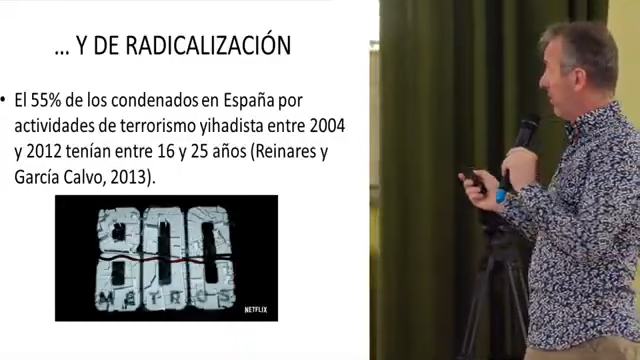 ... Y DE RADICALIZACIÓN
• El 55% de los condenados en España por
actividades de terrorismo yihadista entre 2004
y 2012 tenían entre 16 y 25 años (Reinares y
García Calvo, 2013).
800
METROS
NETFLIX